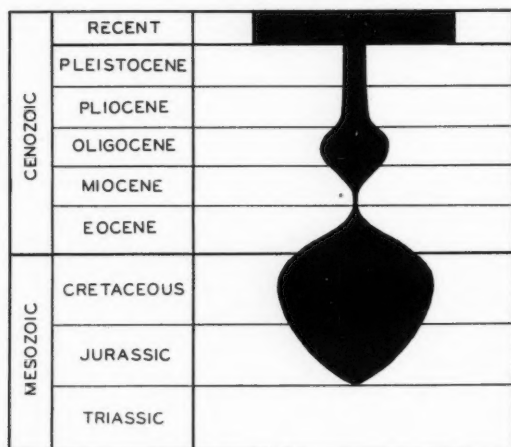 CENOZOIC
RECENT
PLEISTOCENE
PLIOCENE
OLIGOCENE
MIOCENE
EOCENE
MESOZOIC
CRETACEOUS
JURASSIC
TRIASSIC